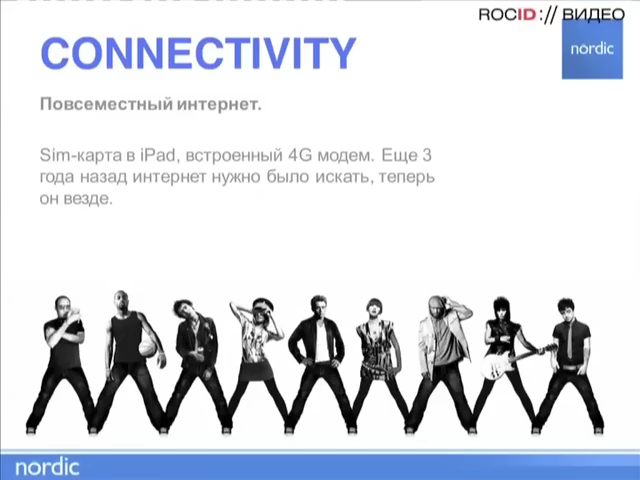 ROCID:// ВИДЕО
CONNECTIVITY
nordic
Повсеместный интернет.
Sim-карта в iPad, встроенный 4G модем. Еще 3
года назад интернет нужно было искать, теперь
он везде.
nordic